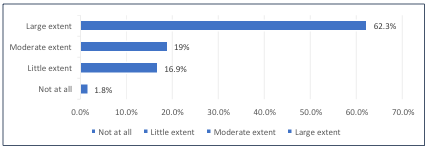 Large extent 62.3%
Moderate extent 19%
Little extent 16.9%
Not at all 1.8%
0.0% 10.0% 20.0% 30.0% 40.0% 50.0% 60.0% 70.0%
Not at all Little extent Moderate extent Large extent